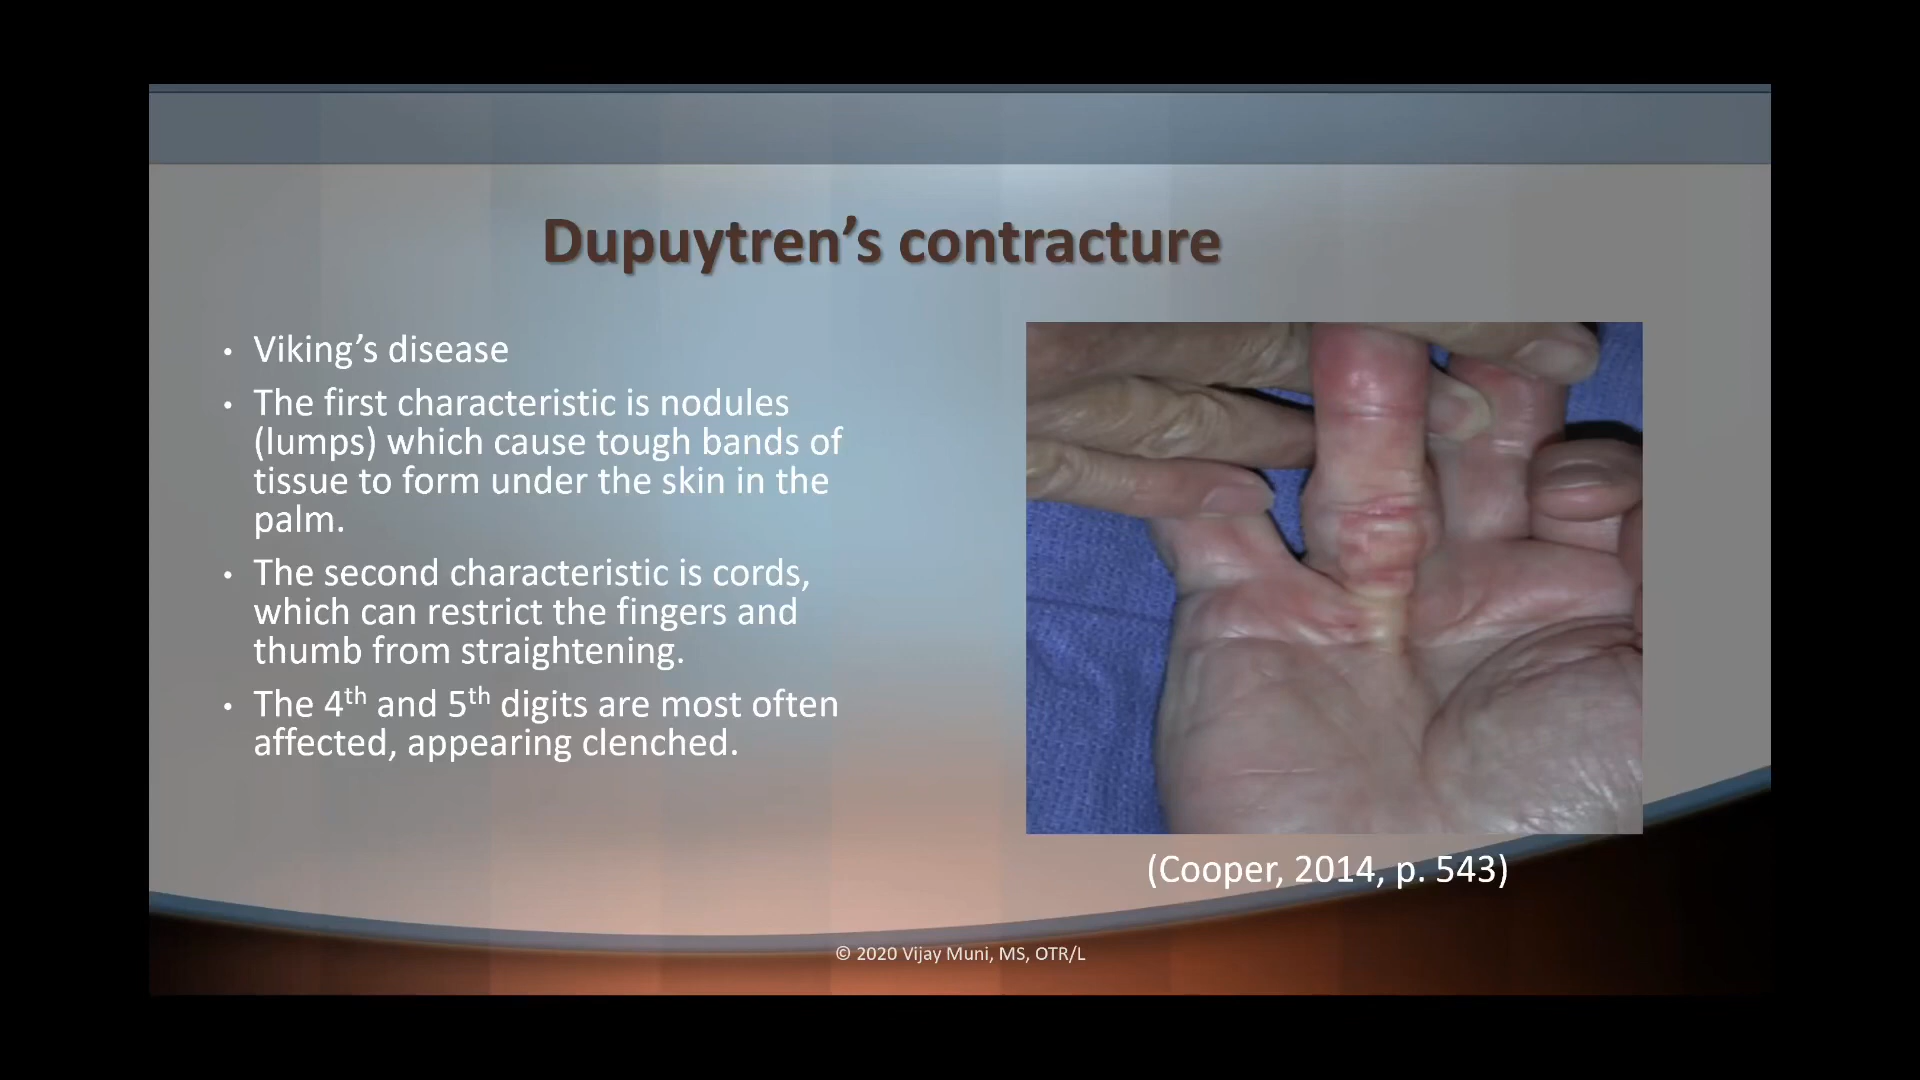 Dupuytren’s contracture
• Viking’s disease
• The first characteristic is nodules
(lumps) which cause tough bands of
tissue to form under the skin in the
palm.
• The second characteristic is cords,
which can restrict the fingers and
thumb from straightening.
• The 4th and 5th digits are most often
affected, appearing clenched.
(Cooper, 2014, p. 543)
© 2020 Vijay Muni, MS, OTR/L